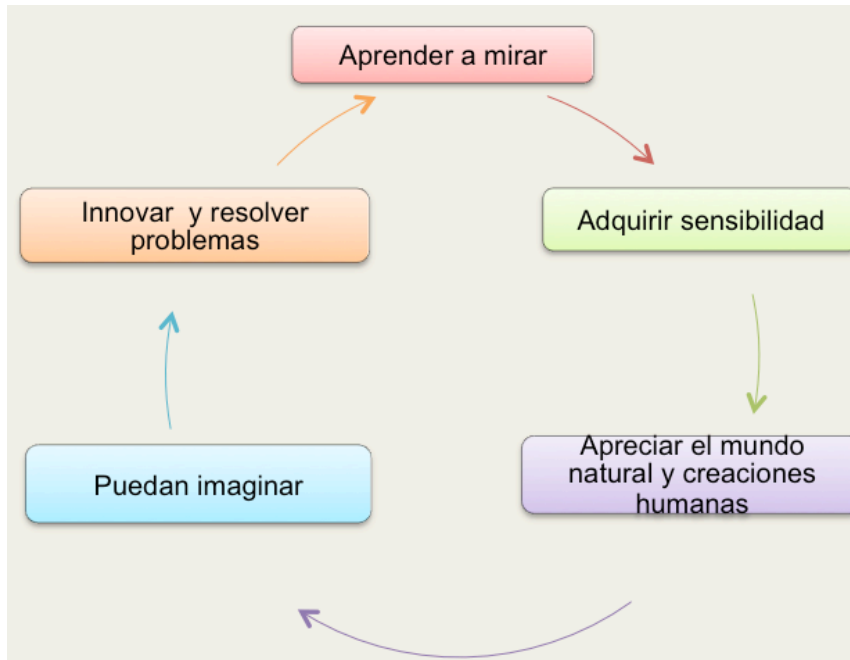 Aprender a mirar
Adquirir sensibilidad
Apreciar el mundo
natural y creaciones
humanas
Puedan imaginar
Innovar y resolver
problemas